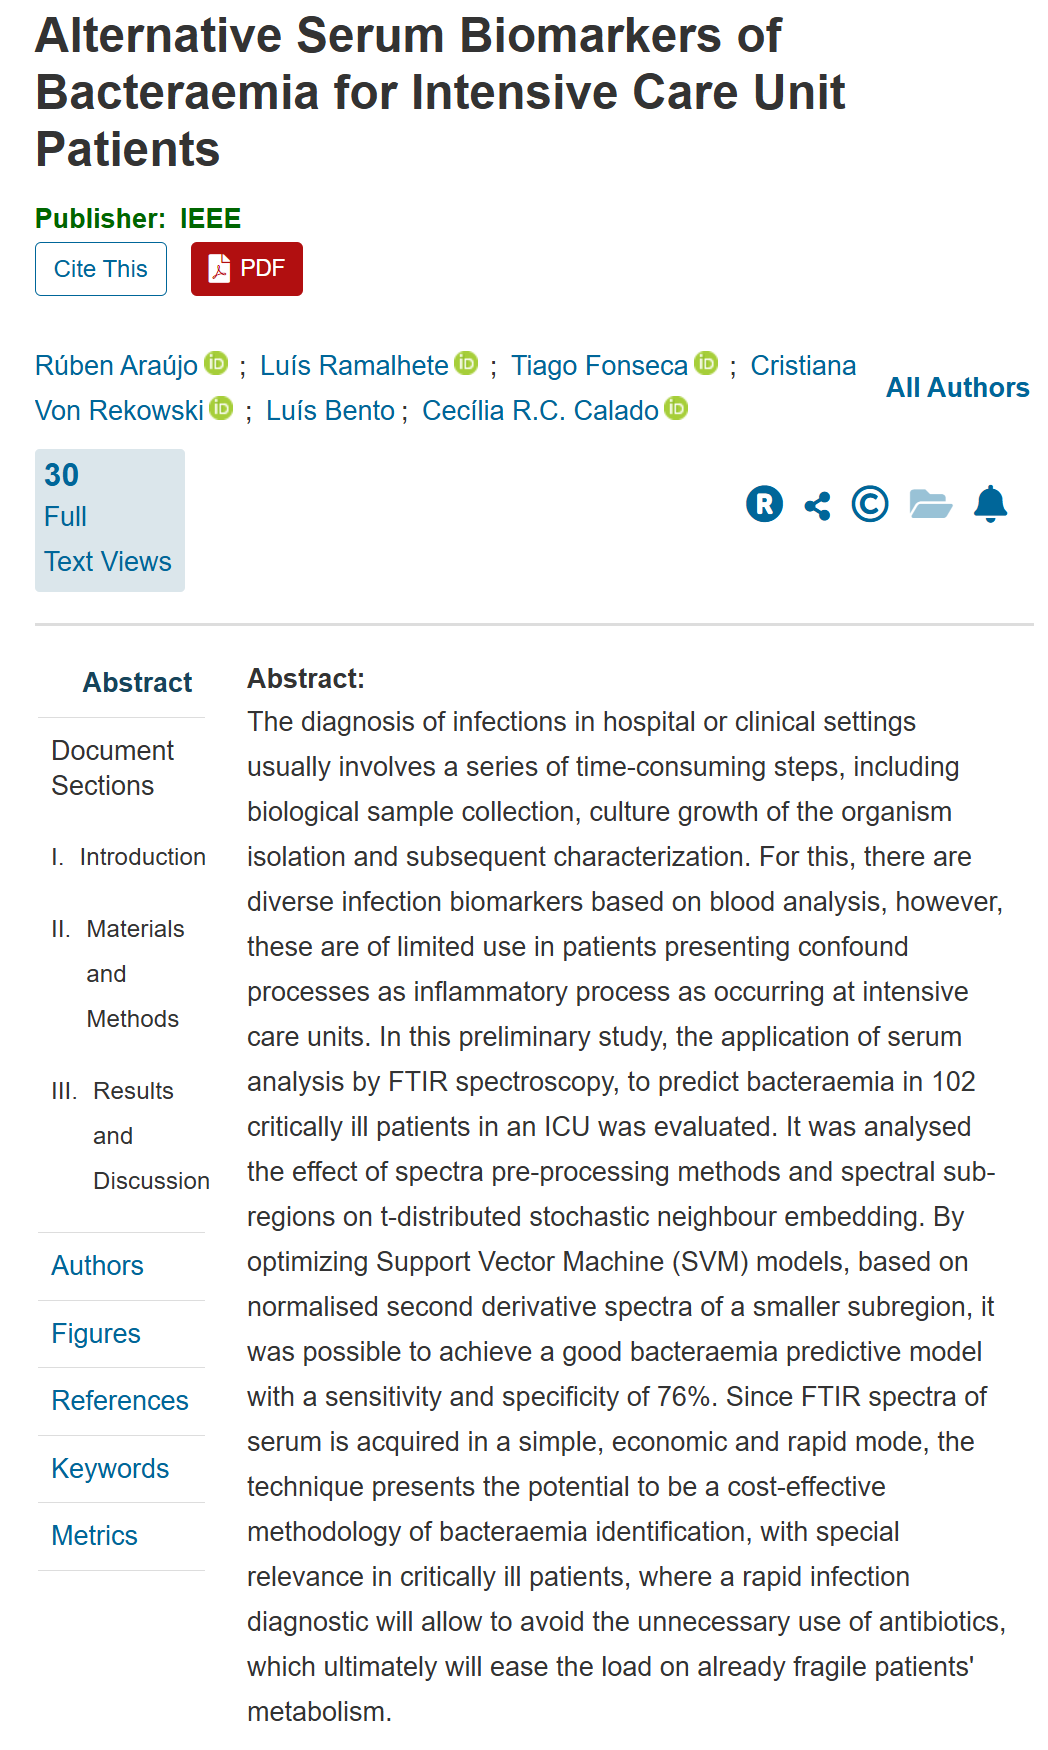 Alternative Serum Biomarkers of
Bacteraemia for Intensive Care Unit
Patients
Publisher: IEEE
Cite This
PDF
Rúben Araújo iD ; Luís Ramalhete iD ; Tiago Fonseca iD ; Cristiana
Von Rekowski iD ; Luís Bento ; Cecília R.C. Calado iD
All Authors
30
Full
Text Views
R
C
Abstract
Document
Sections
I. Introduction
II. Materials
and
Methods
III. Results
and
Discussion
Authors
Figures
References
Keywords
Metrics
Abstract:
The diagnosis of infections in hospital or clinical settings
usually involves a series of time-consuming steps, including
biological sample collection, culture growth of the organism
isolation and subsequent characterization. For this, there are
diverse infection biomarkers based on blood analysis, however,
these are of limited use in patients presenting confound
processes as inflammatory process as occurring at intensive
care units. In this preliminary study, the application of serum
analysis by FTIR spectroscopy, to predict bacteraemia in 102
critically ill patients in an ICU was evaluated. It was analysed
the effect of spectra pre-processing methods and spectral sub-
regions on t-distributed stochastic neighbour embedding. By
optimizing Support Vector Machine (SVM) models, based on
normalised second derivative spectra of a smaller subregion, it
was possible to achieve a good bacteraemia predictive model
with a sensitivity and specificity of 76%. Since FTIR spectra of
serum is acquired in a simple, economic and rapid mode, the
technique presents the potential to be a cost-effective
methodology of bacteraemia identification, with special
relevance in critically ill patients, where a rapid infection
diagnostic will allow to avoid the unnecessary use of antibiotics,
which ultimately will ease the load on already fragile patients'
metabolism.